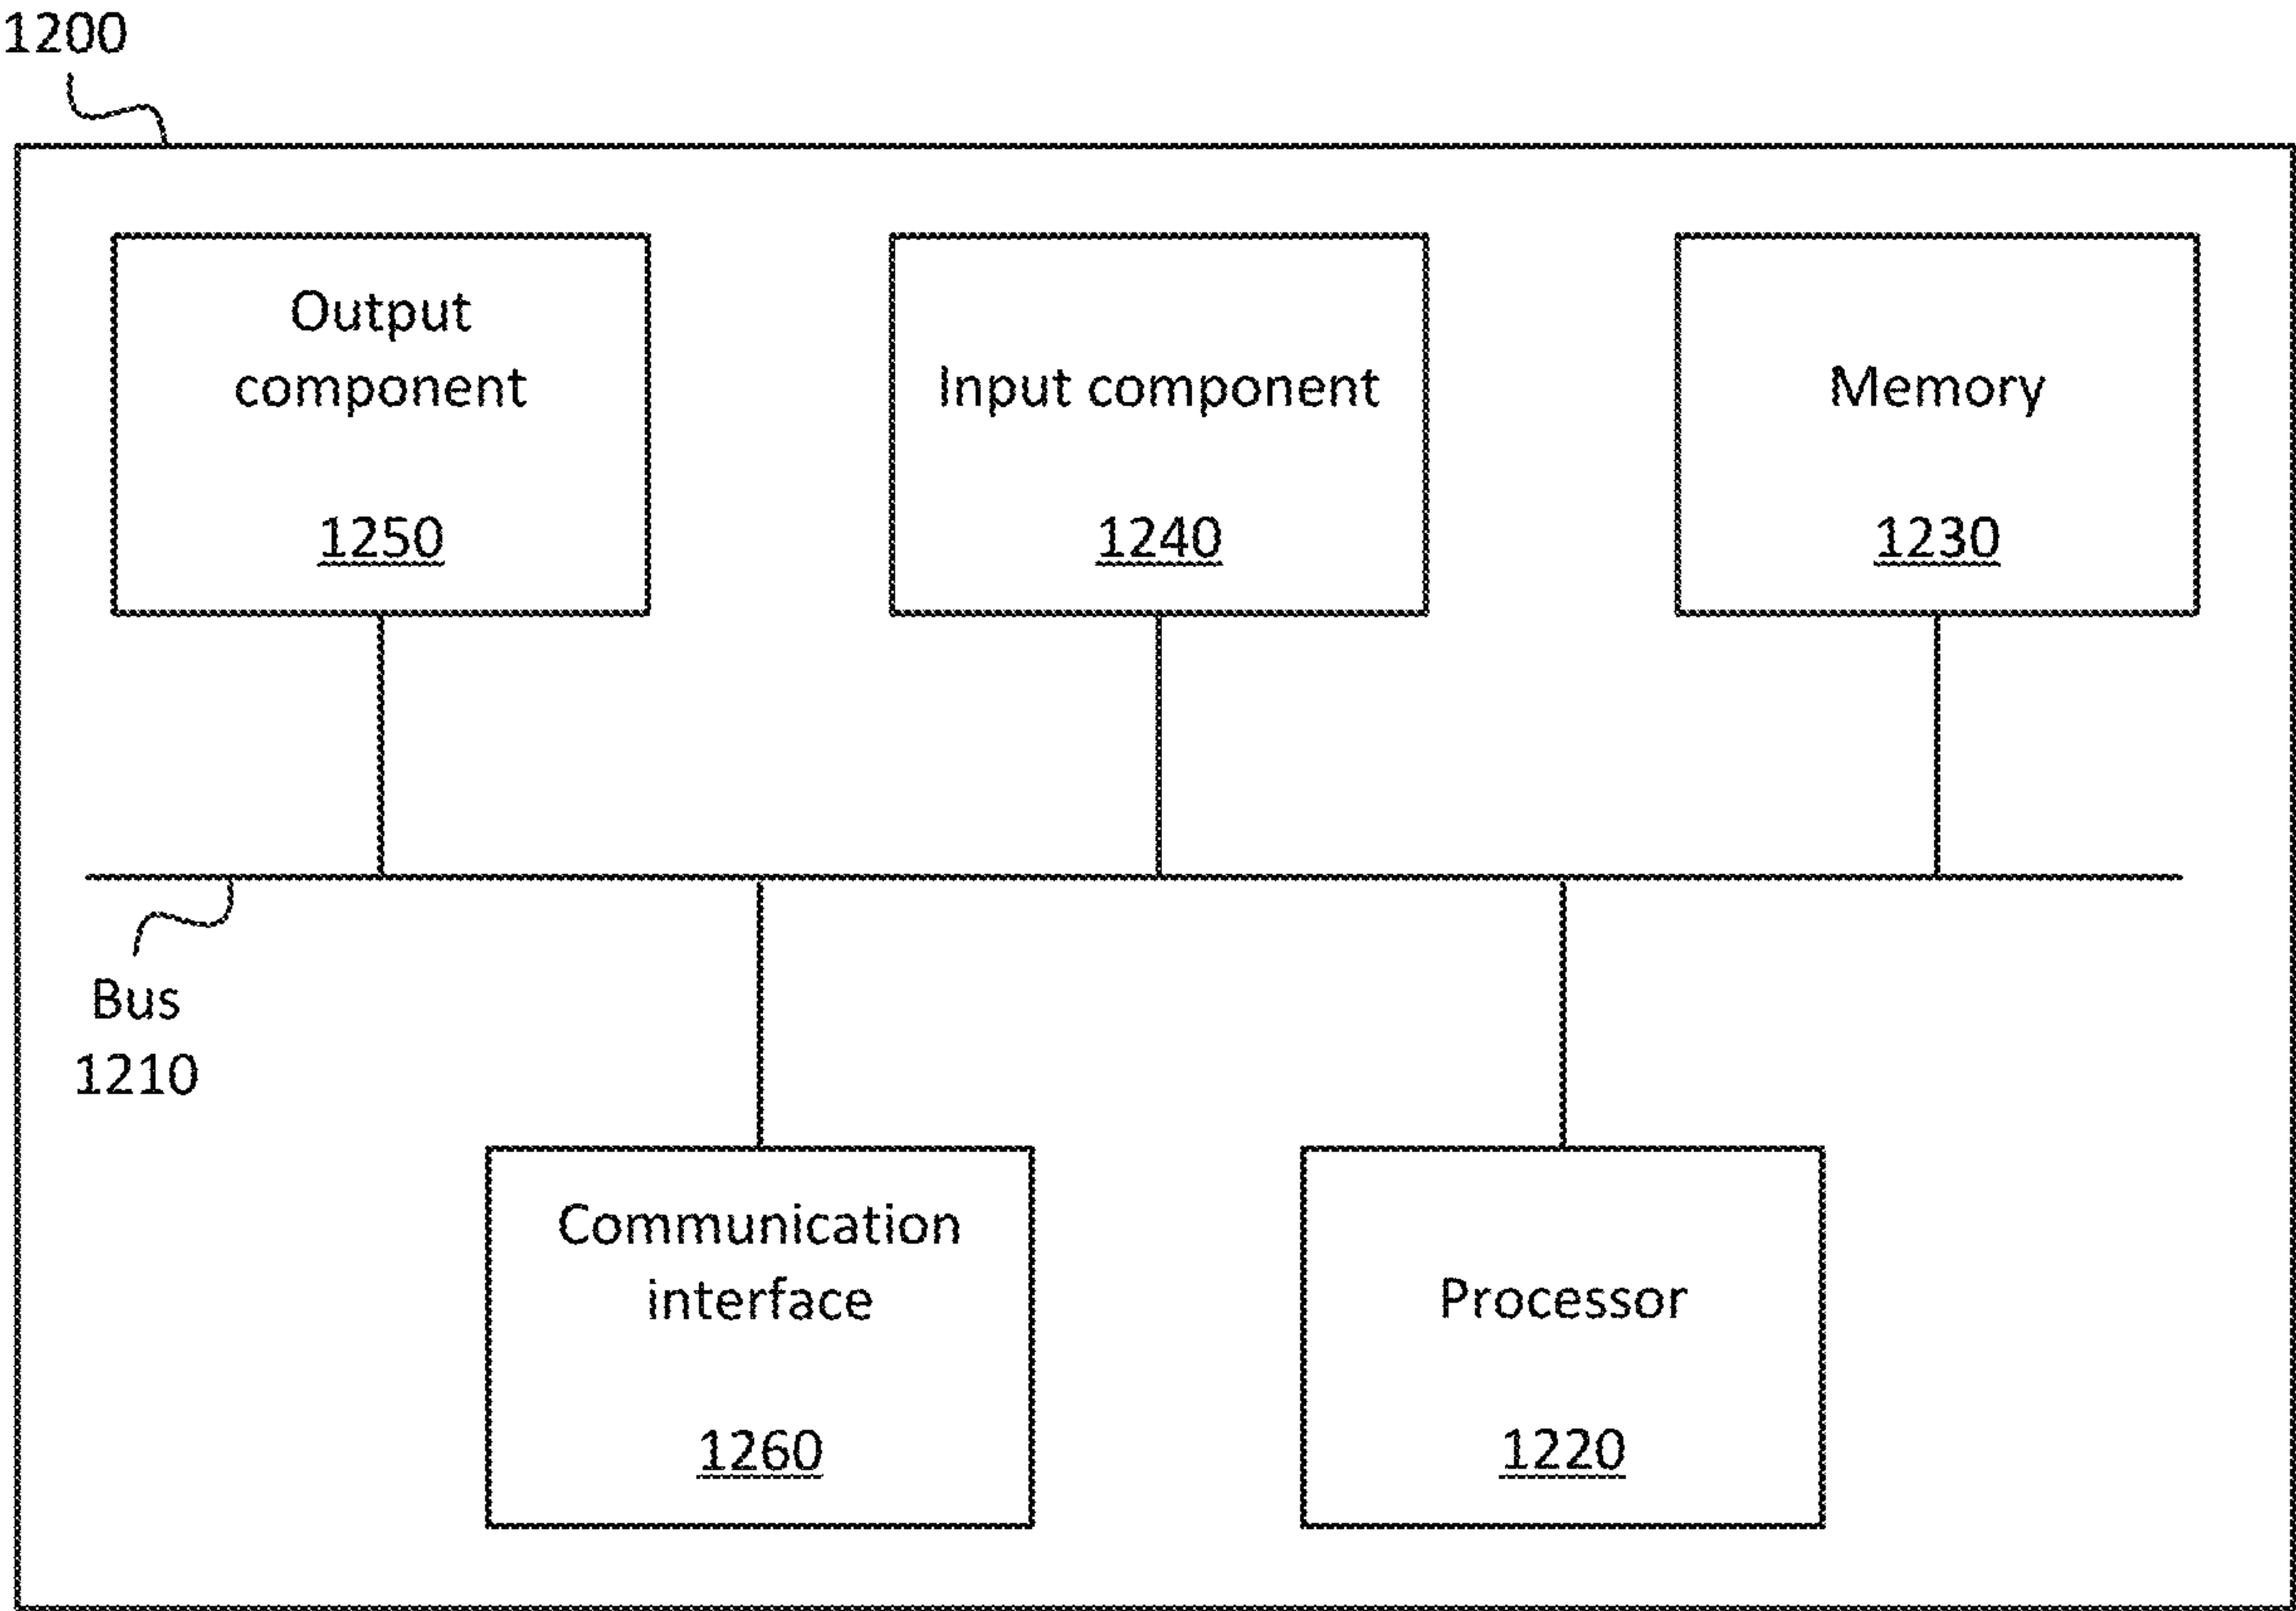 1200
Output
component
1250
Input component
1240
Memory
1230
Bus
1210
Communication
interface
1260
Processor
1220